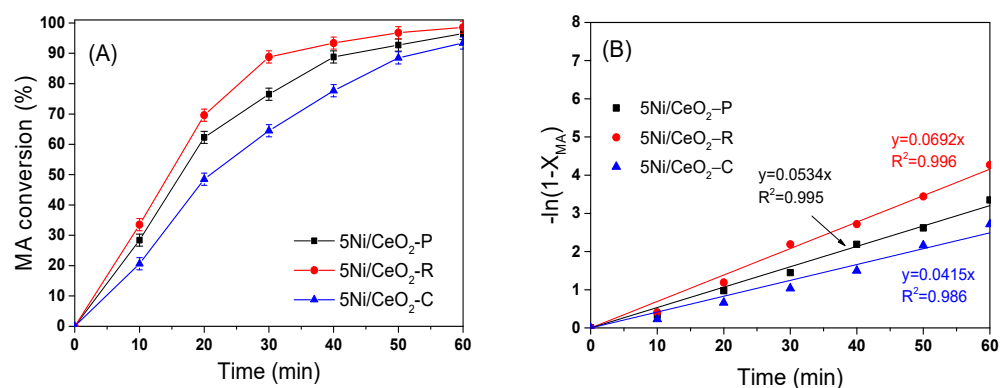 (A)
MA conversion (%)
100
90
80
70
60
50
40
30
20
10
0
5Ni/CeO₂-P
5Ni/CeO₂-R
5Ni/CeO₂-C
0 10 20 30 40 50 60
Time (min)
(B)
-ln(1-X_MA)
8
7
6
5
4
3
2
1
0
5Ni/CeO₂–P
5Ni/CeO₂–R
5Ni/CeO₂–C
y=0.0692x
R²=0.996
y=0.0534x
R²=0.995
y=0.0415x
R²=0.986
0 10 20 30 40 50 60
Time (min)